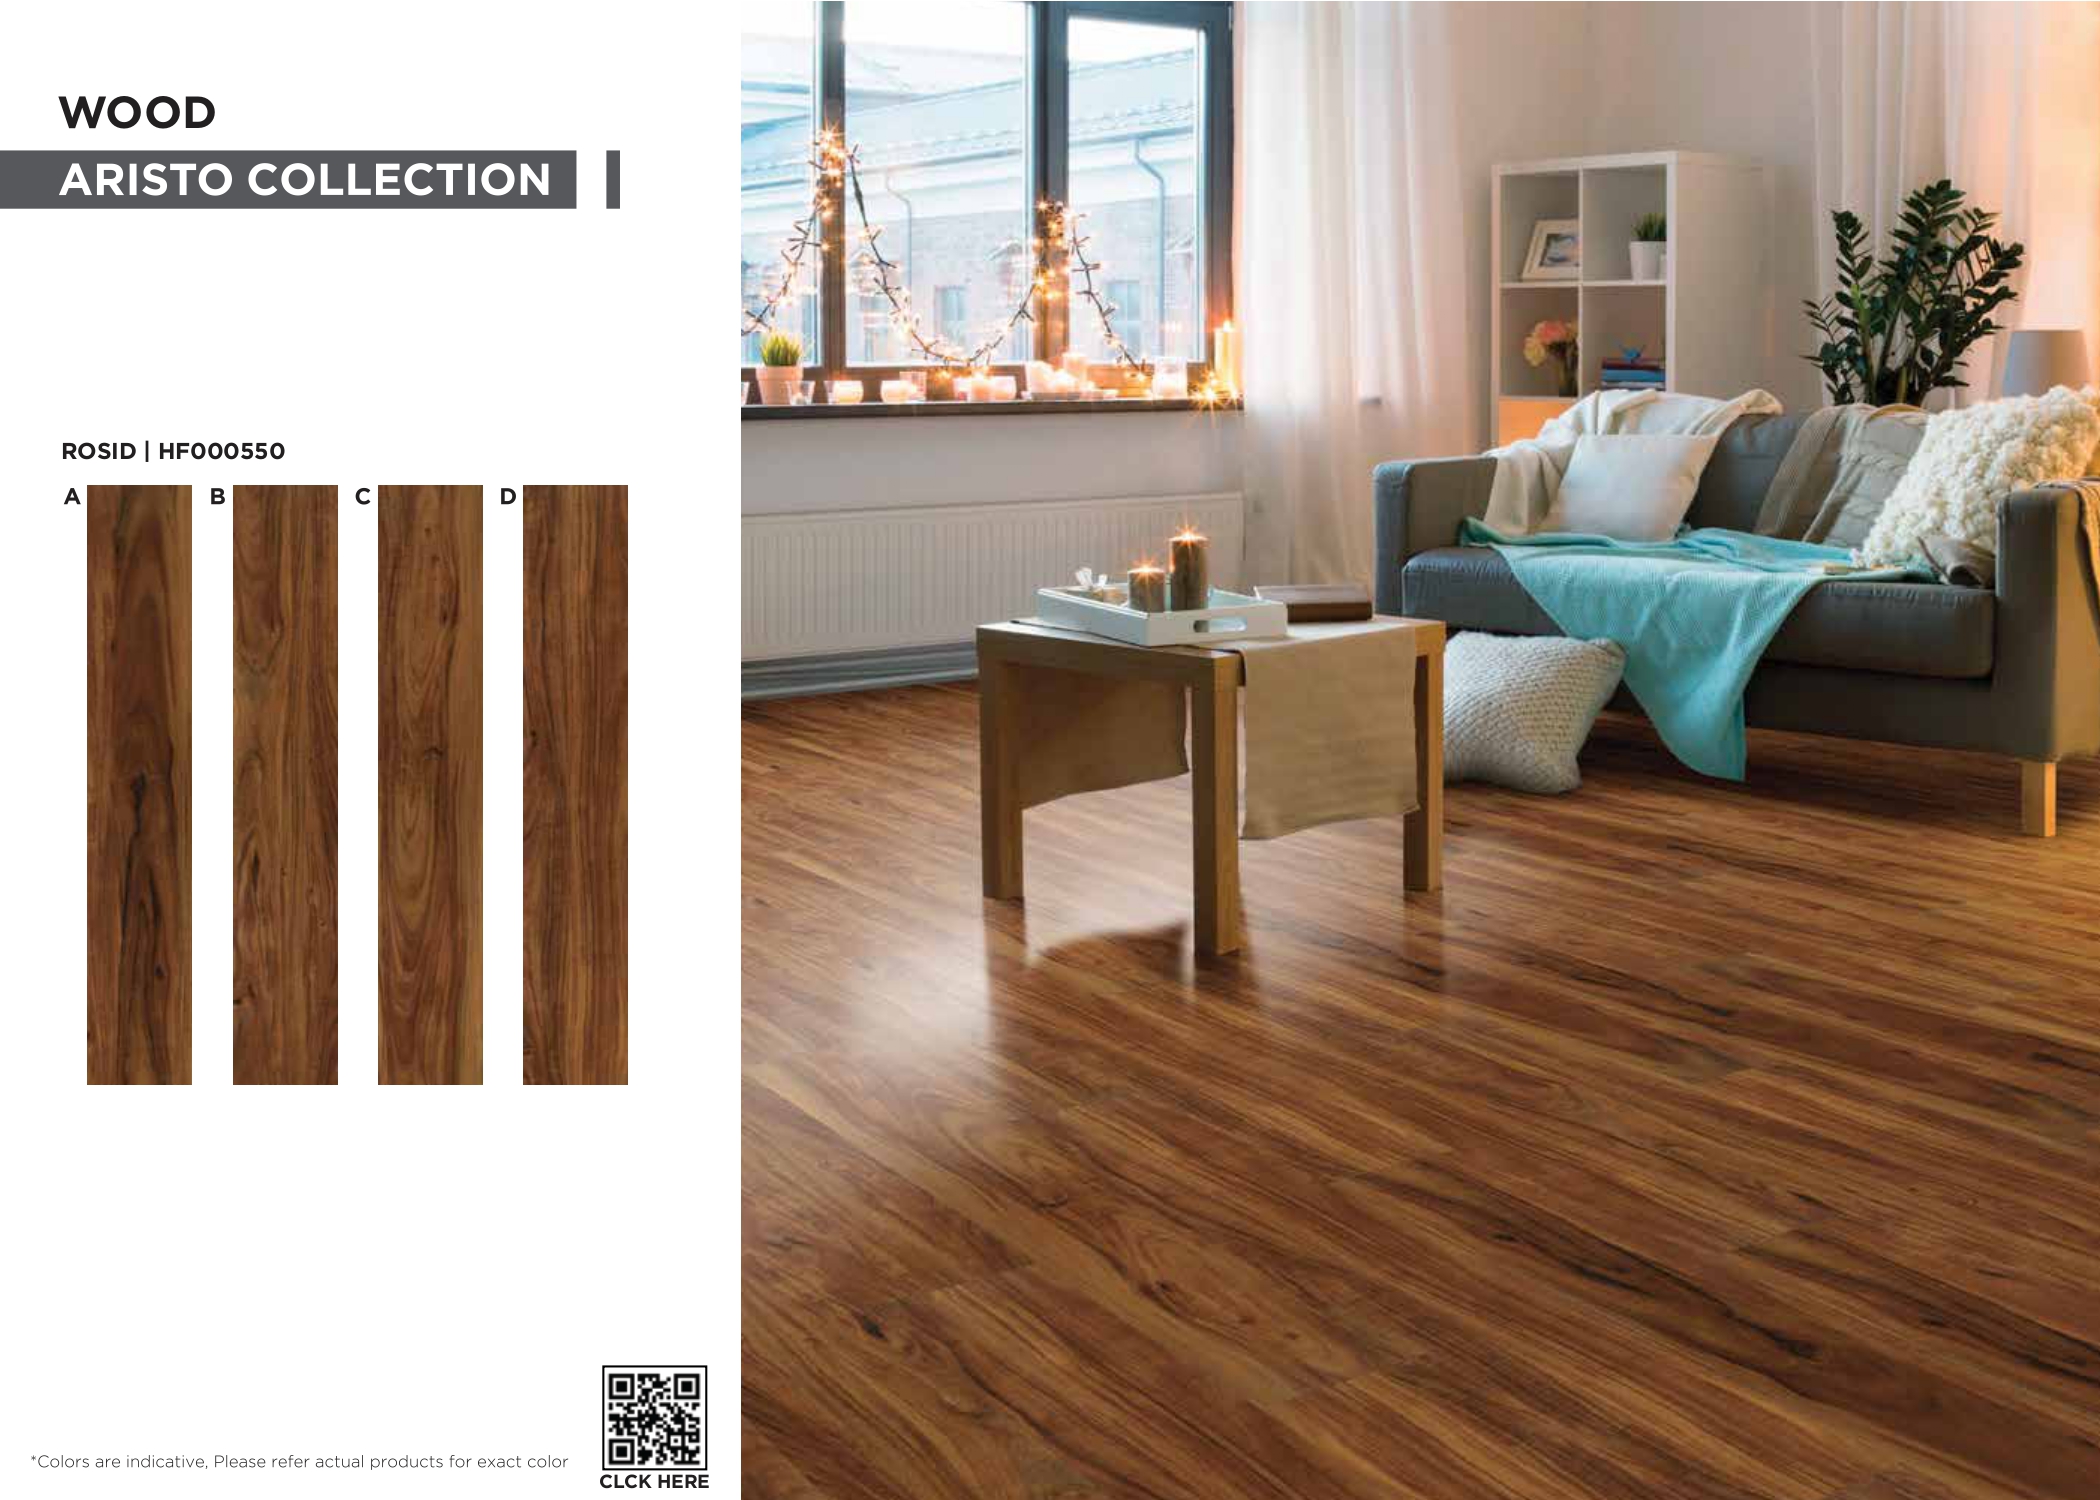 WOOD
ARISTO COLLECTION
ROSID | HF000550
A B C D
*Colors are indicative, Please refer actual products for exact color
CLCK HERE